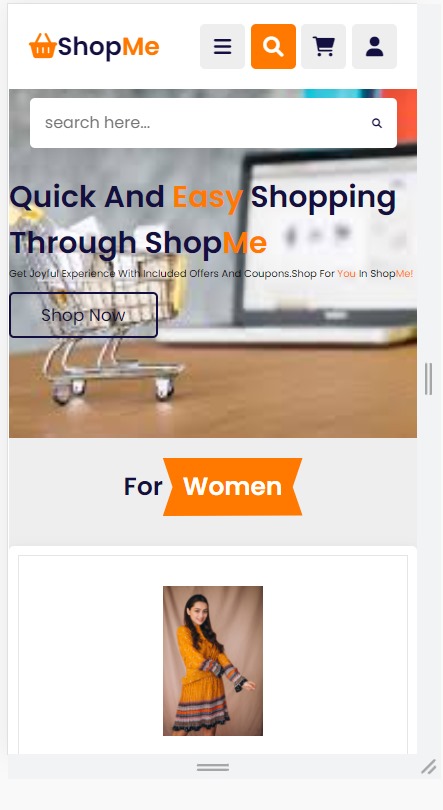 ShopMe
search here...
Quick And Easy Shopping
Through ShopMe
Get Joyful Experience With Included Offers And Coupons.Shop For You In ShopMe!
Shop Now
For Women